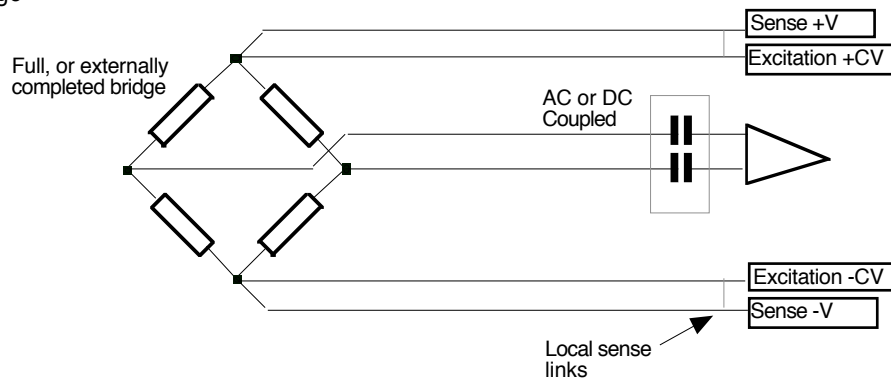 Sense +V
Excitation +CV
Full, or externally
completed bridge
AC or DC
Coupled
Excitation -CV
Sense -V
Local sense
links